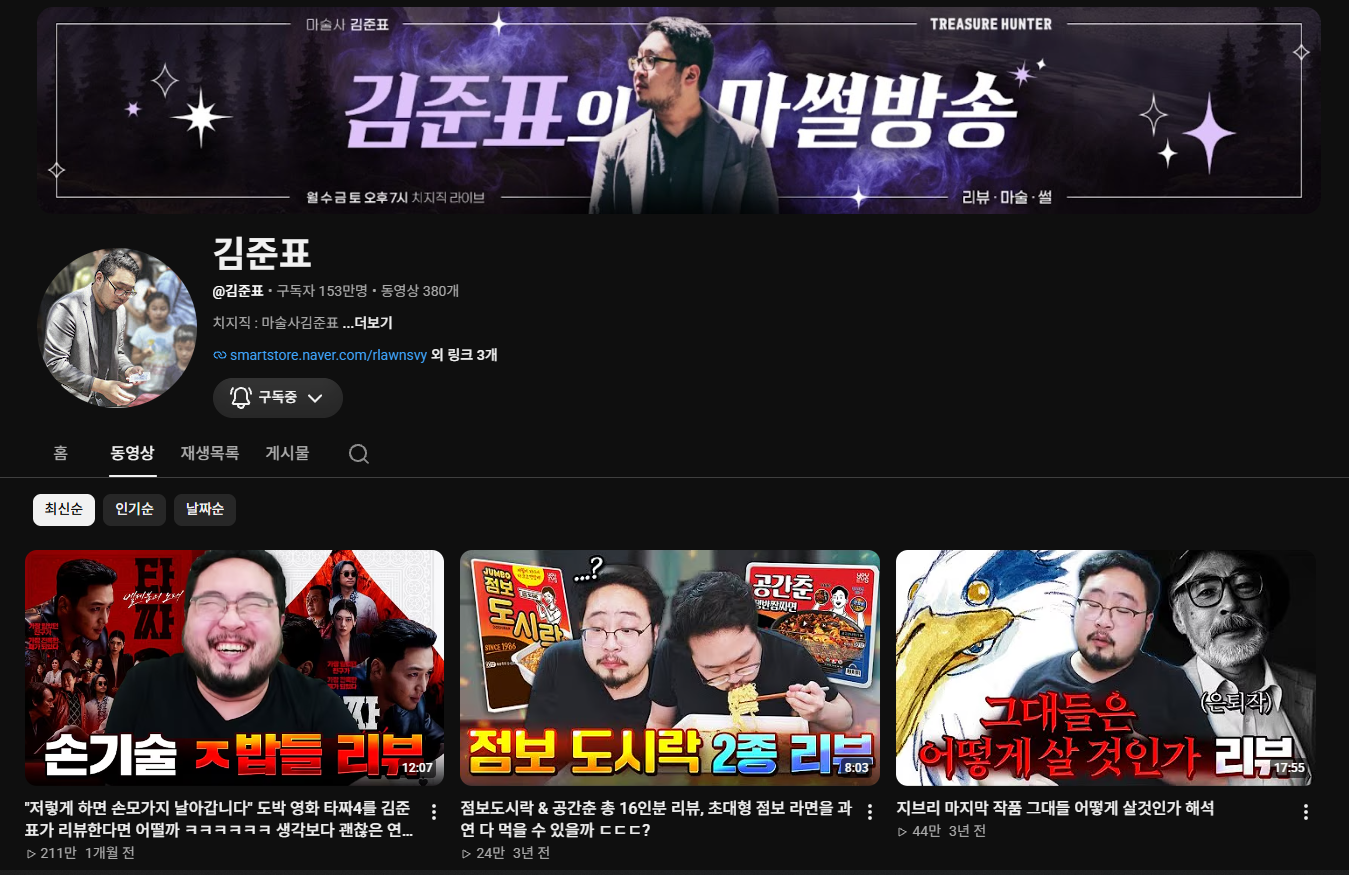 마술사 김준표
TREASURE HUNTER
김준표의 마썰방송
월 수 금 토 오후 7시 치지직 라이브
리뷰 · 마술 · 썰
김준표
@김준표 • 구독자 153만명 • 동영상 380개
치지직 : 마술사김준표 ...더보기
smartstore.naver.com/rlawnsvy 외 링크 3개
구독중
홈
동영상
재생목록
게시물
최신순
인기순
날짜순
타짜
손기술 ㅈ밥들 리뷰
12:07
...?
JUMBO
점보
도시락
SINCE 1986
공간춘
점보 도시락 2종 리뷰
8:03
그대들은
어떻게 살 것인가 리뷰
(은퇴작)
17:55
"저렇게 하면 손모가지 날아갑니다" 도박 영화 타짜4를 김준
표가 리뷰한다면 어떨까 ㅋㅋㅋㅋㅋㅋ 생각보다 괜찮은 연...
211만 1개월 전
점보도시락 & 공간춘 총 16인분 리뷰, 초대형 점보 라면을 과
연 다 먹을 수 있을까 ㄷㄷㄷ?
24만 3년 전
지브리 마지막 작품 그대들 어떻게 살것인가 해석
44만 3년 전